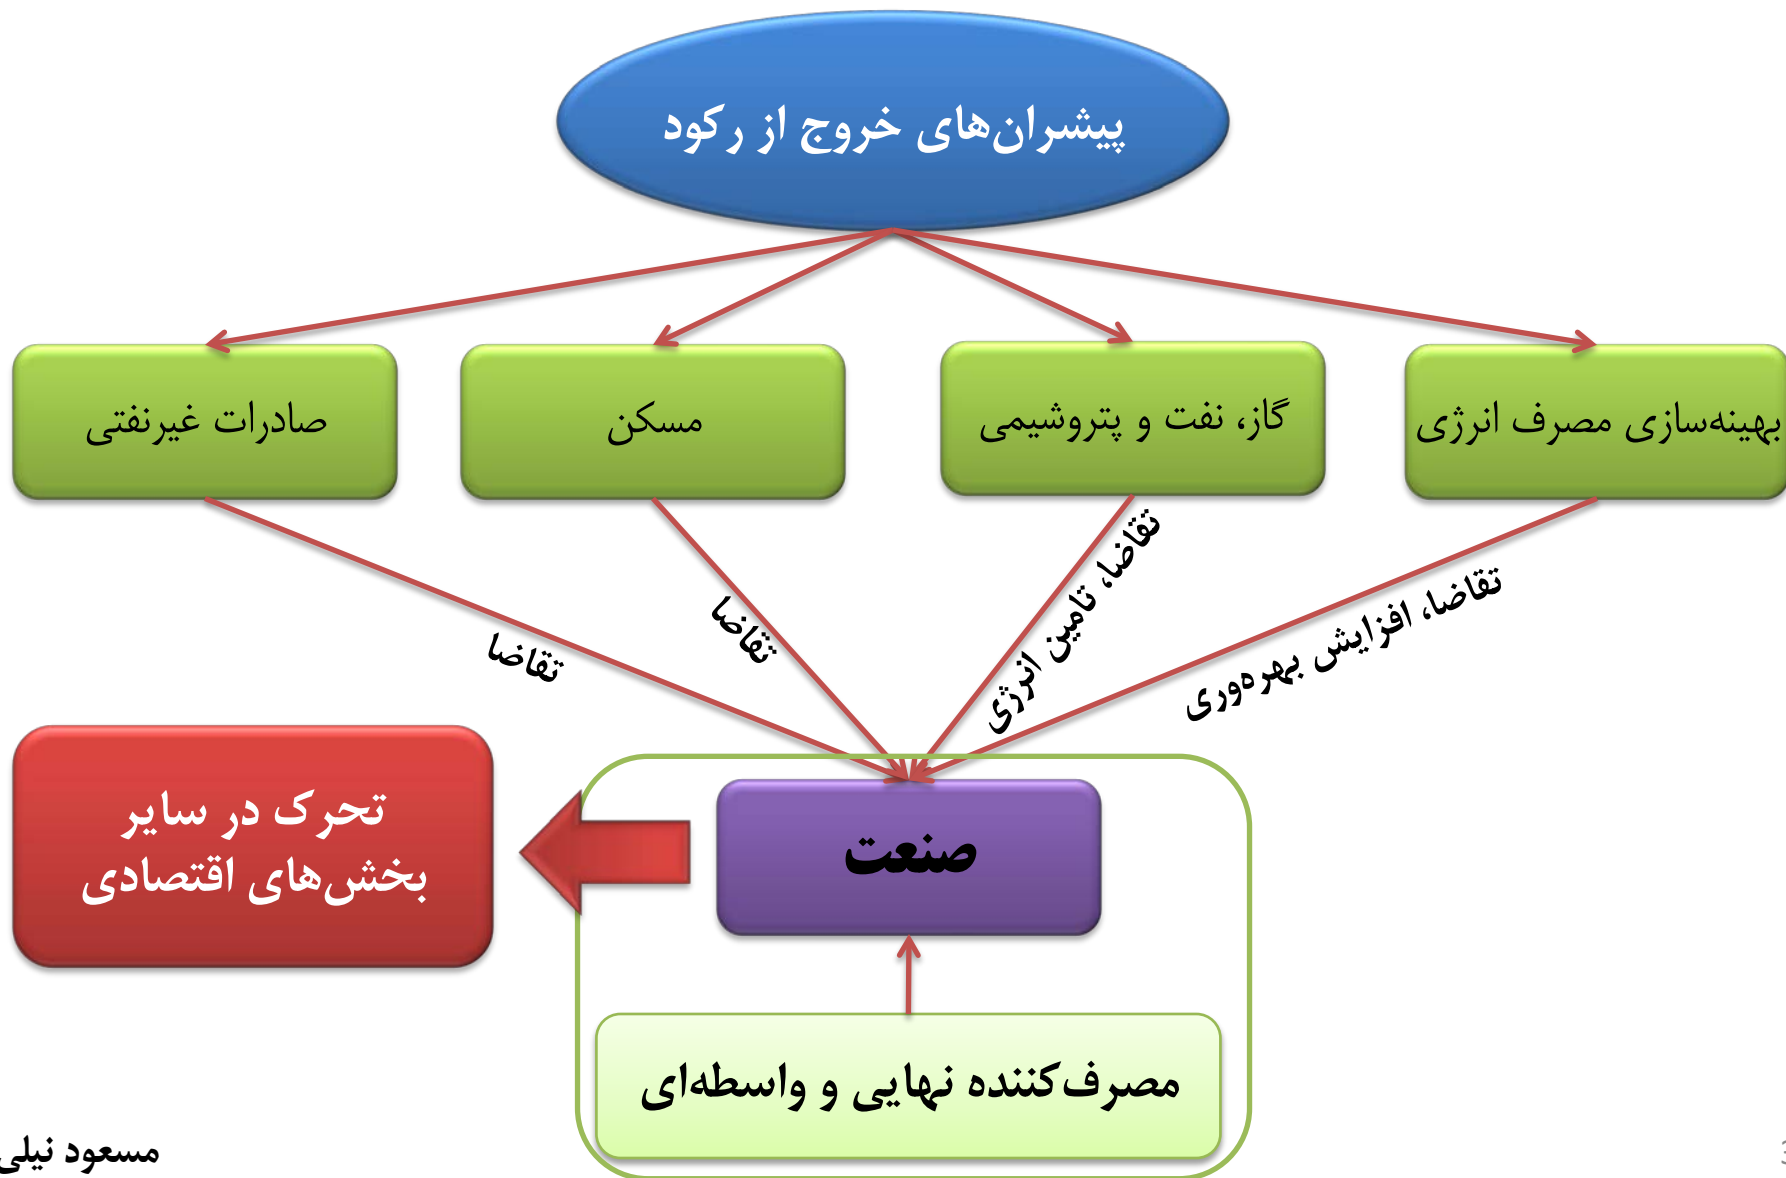 پیشران‌های خروج از رکود
بهینه‌سازی مصرف انرژی
گاز، نفت و پتروشیمی
مسکن
صادرات غیرنفتی
تقاضا، افزایش بهره‌وری
تقاضا، تامین انرژی
تقاضا
تقاضا
صنعت
تحرک در سایر
بخش‌های اقتصادی
مصرف‌کننده نهایی و واسطه‌ای
مسعود نیلی